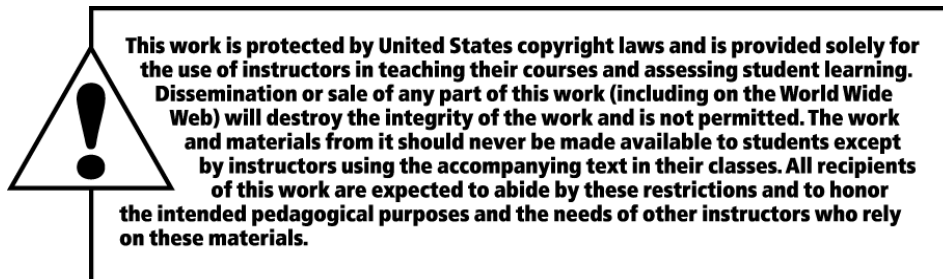 This work is protected by United States copyright laws and is provided solely for
the use of instructors in teaching their courses and assessing student learning.
Dissemination or sale of any part of this work (including on the World Wide
Web) will destroy the integrity of the work and is not permitted. The work
and materials from it should never be made available to students except
by instructors using the accompanying text in their classes. All recipients
of this work are expected to abide by these restrictions and to honor
the intended pedagogical purposes and the needs of other instructors who rely
on these materials.